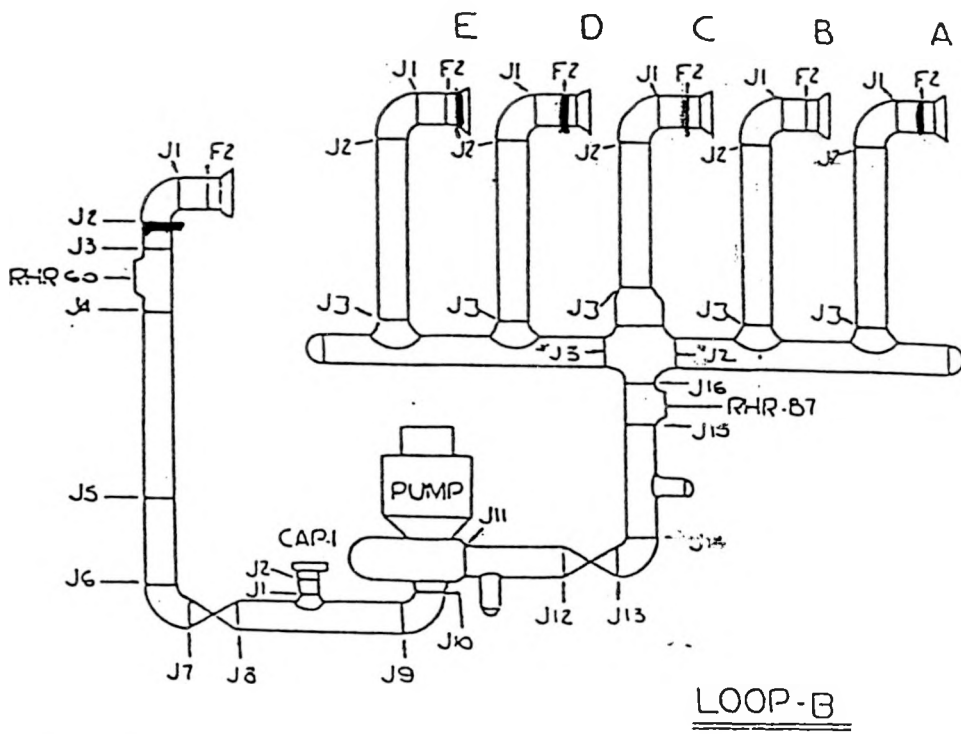 E D C B A
J1 F2 J1 F2 J1 F2 J1 F2 J1 F2
J2 J2 J2 J2 J2
J1 F2
J2
J3
RHR 60
J4
J3 J3 J3 J3 J3
"J3 "J2
J16
RHR-B7
J15
J5
PUMP
J11
CAP-1
J2
J1
J14
J6
J12 J13
J10
J7 J8 J9
LOOP-B